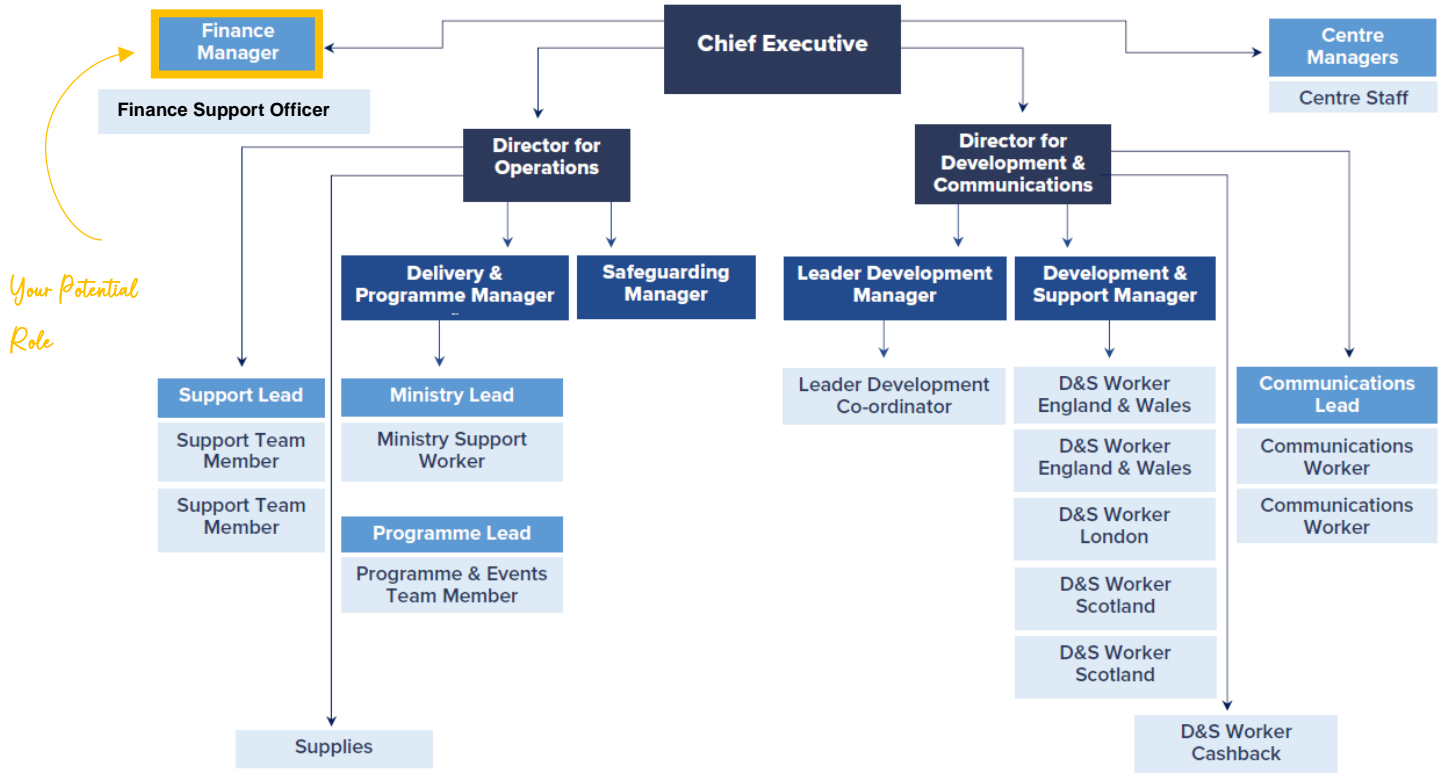 Finance
Manager
Chief Executive
Centre
Managers
Finance Support Officer
Centre Staff
Director for
Operations
Director for
Development &
Communications
Your Potential
Role
Delivery &
Programme Manager
Safeguarding
Manager
Leader Development
Manager
Development &
Support Manager
Support Lead
Support Team
Member
Support Team
Member
Ministry Lead
Ministry Support
Worker
Programme Lead
Programme & Events
Team Member
Leader Development
Co-ordinator
D&S Worker
England & Wales
D&S Worker
England & Wales
D&S Worker
London
D&S Worker
Scotland
D&S Worker
Scotland
Communications
Lead
Communications
Worker
Communications
Worker
Supplies
D&S Worker
Cashback